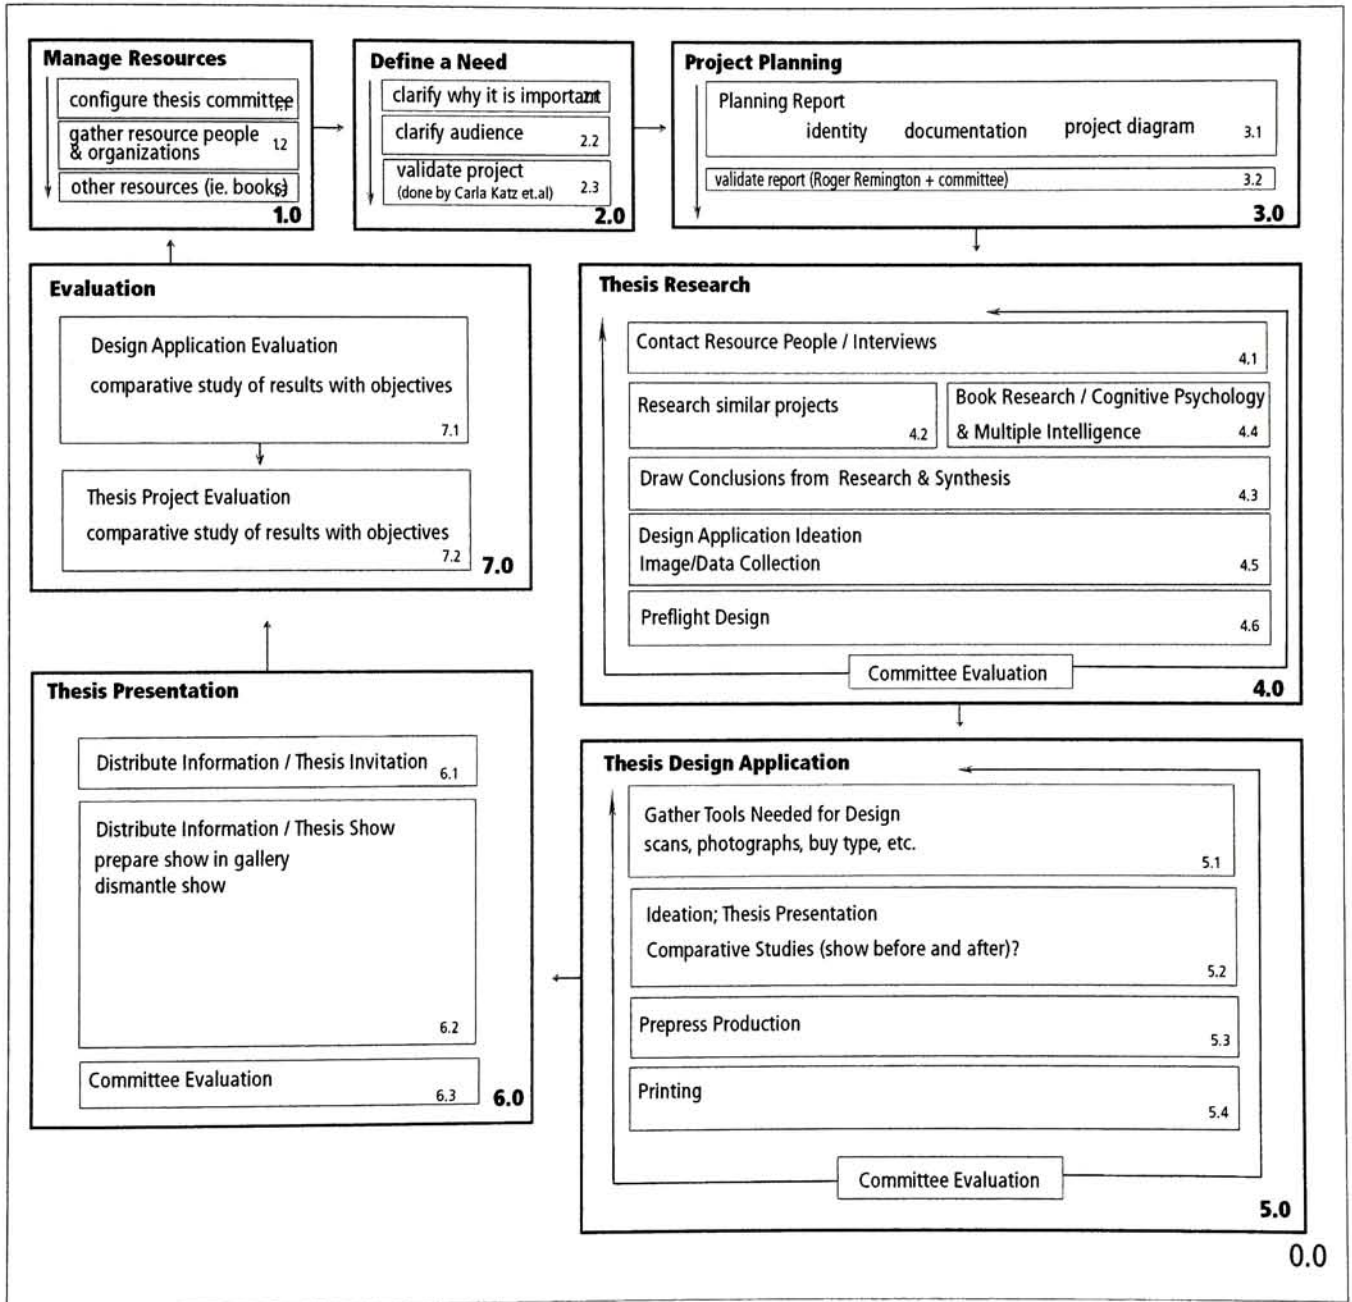 Manage Resources
configure thesis committee
gather resource people 1.2
& organizations
other resources (ie. books)
1.0
Define a Need
clarify why it is important
clarify audience
2.2
validate project
(done by Carla Katz et.al) 2.3
2.0
Project Planning
Planning Report
identity documentation project diagram 3.1
validate report (Roger Remington + committee) 3.2
3.0
Evaluation
Design Application Evaluation
comparative study of results with objectives
7.1
Thesis Project Evaluation
comparative study of results with objectives
7.2
7.0
Thesis Research
Contact Resource People / Interviews
4.1
Research similar projects
4.2
Book Research / Cognitive Psychology
& Multiple Intelligence 4.4
Draw Conclusions from Research & Synthesis
4.3
Design Application Ideation
Image/Data Collection 4.5
Preflight Design
4.6
Committee Evaluation
4.0
Thesis Presentation
Distribute Information / Thesis Invitation 6.1
Distribute Information / Thesis Show
prepare show in gallery
dismantle show
6.2
Committee Evaluation
6.3
6.0
Thesis Design Application
Gather Tools Needed for Design
scans, photographs, buy type, etc.
5.1
Ideation; Thesis Presentation
Comparative Studies (show before and after)?
5.2
Prepress Production
5.3
Printing
5.4
Committee Evaluation
5.0
0.0